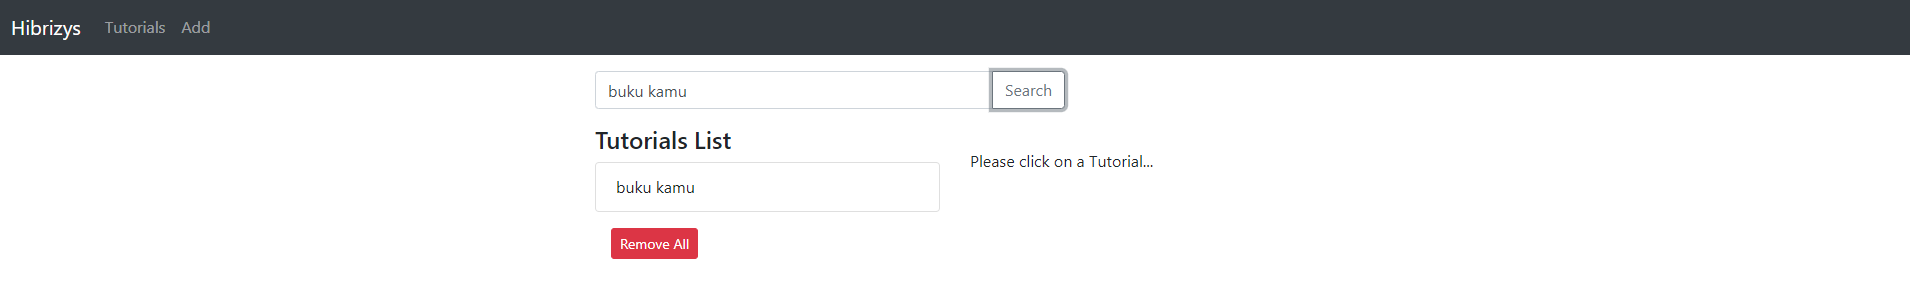 Hibrizys Tutorials Add
buku kamu Search
Tutorials List
Please click on a Tutorial...
buku kamu
Remove All